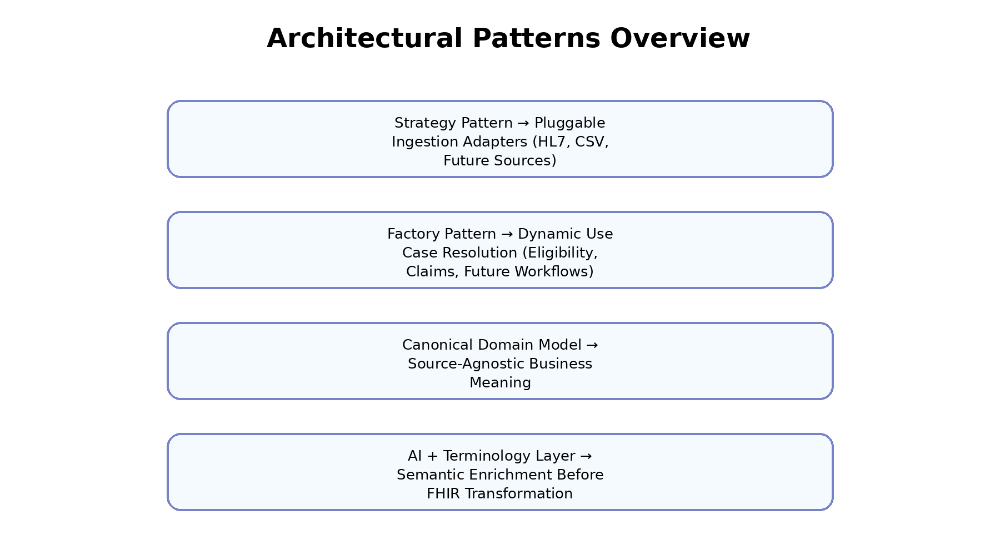 Architectural Patterns Overview
Strategy Pattern → Pluggable
Ingestion Adapters (HL7, CSV,
Future Sources)
Factory Pattern → Dynamic Use
Case Resolution (Eligibility,
Claims, Future Workflows)
Canonical Domain Model →
Source-Agnostic Business
Meaning
AI + Terminology Layer →
Semantic Enrichment Before
FHIR Transformation